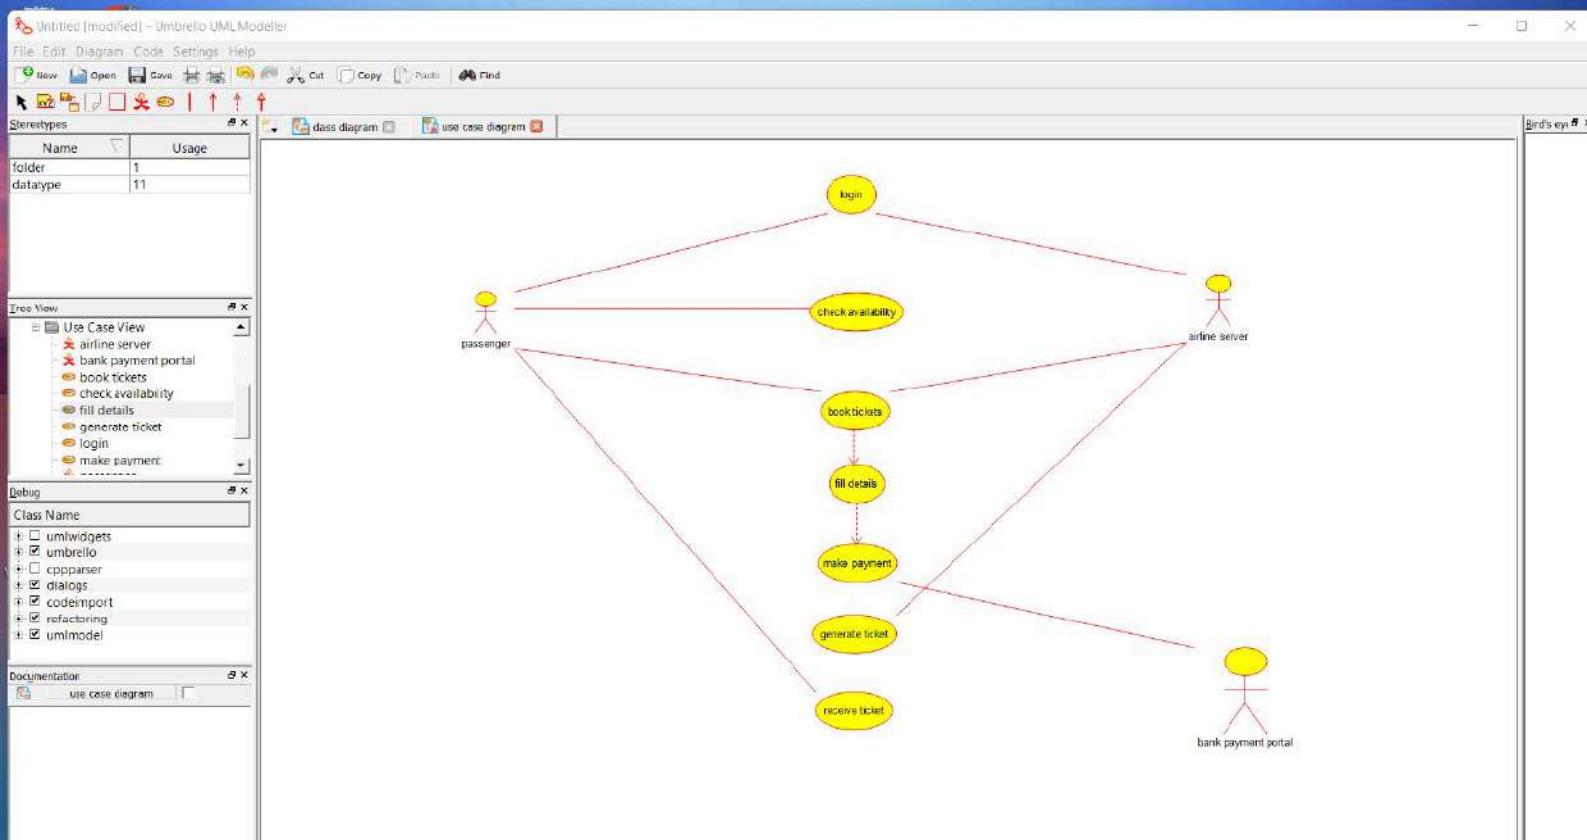 Untitled [modified] – Umbrello UML Modeller
File Edit Diagram Code Settings Help
New Open Save Cut Copy Paste Find
Stereotypes
class diagram use case diagram
Bird's eye
Name Usage
folder 1
datatype 11
Tree View
Use Case View
airline server
bank payment portal
book tickets
check availability
fill details
generate ticket
login
make payment
Debug
Class Name
umlwidgets
umbrello
cppparser
dialogs
codeimport
refactoring
umlmodel
Documentation
use case diagram
login
check availability
passenger
airline server
book tickets
fill details
make payment
generate ticket
receive ticket
bank payment portal